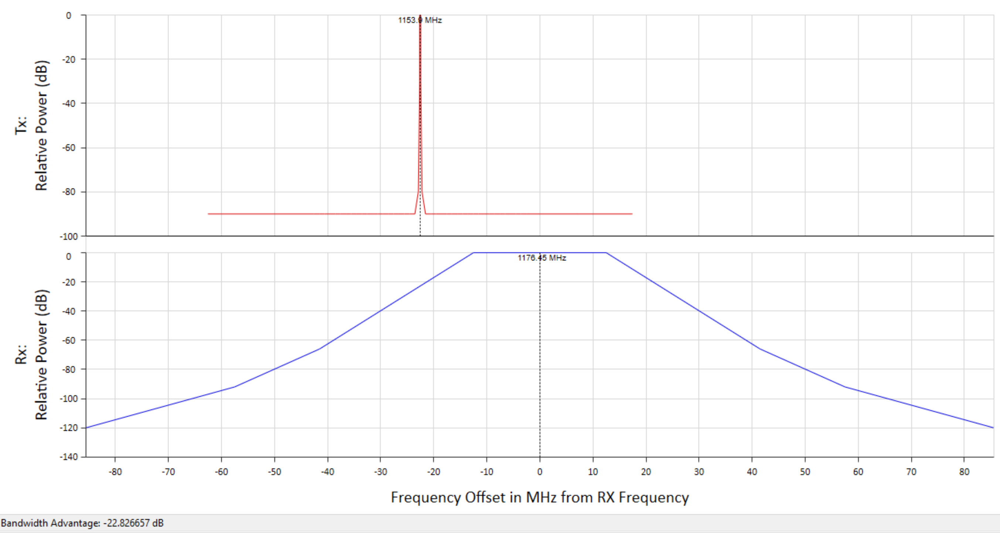 0
1153.9 MHz
-20
-40
-60
-80
-100
Tx:
Relative Power (dB)
0
1176.45 MHz
-20
-40
-60
-80
-100
-120
-140
Rx:
Relative Power (dB)
-80 -70 -60 -50 -40 -30 -20 -10 0 10 20 30 40 50 60 70 80
Frequency Offset in MHz from RX Frequency
Bandwidth Advantage: -22.826657 dB